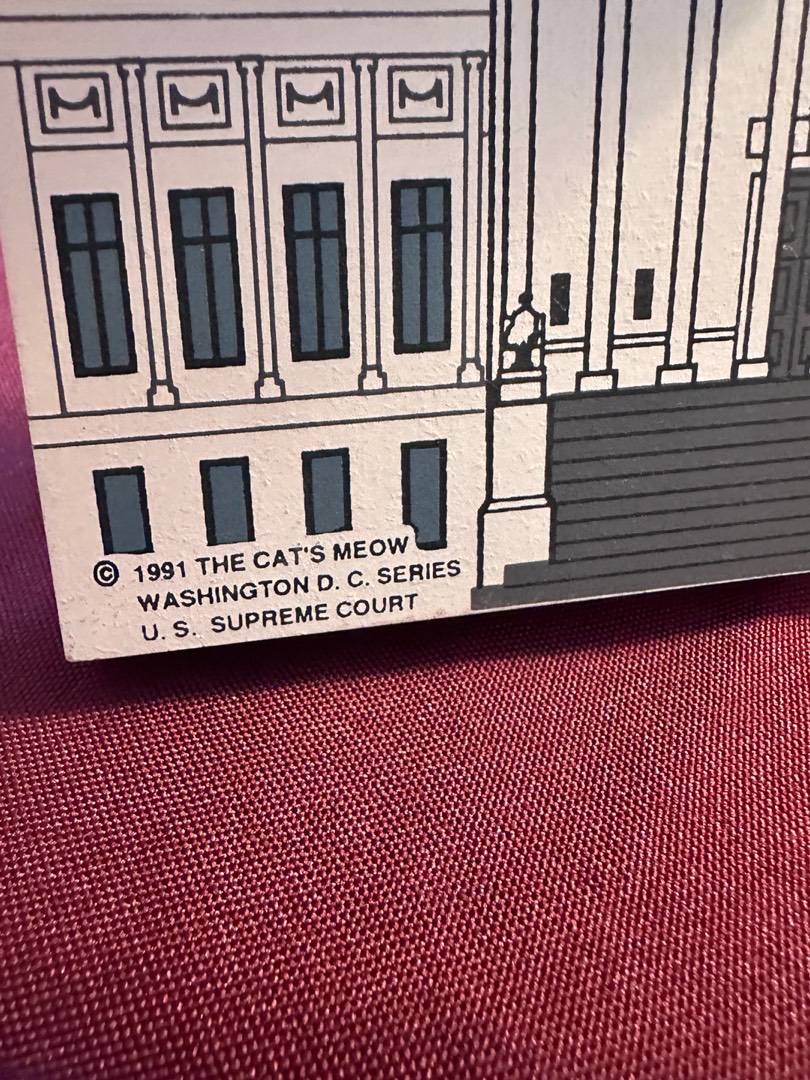 © 1991 THE CAT'S MEOW
WASHINGTON D. C. SERIES
U. S. SUPREME COURT